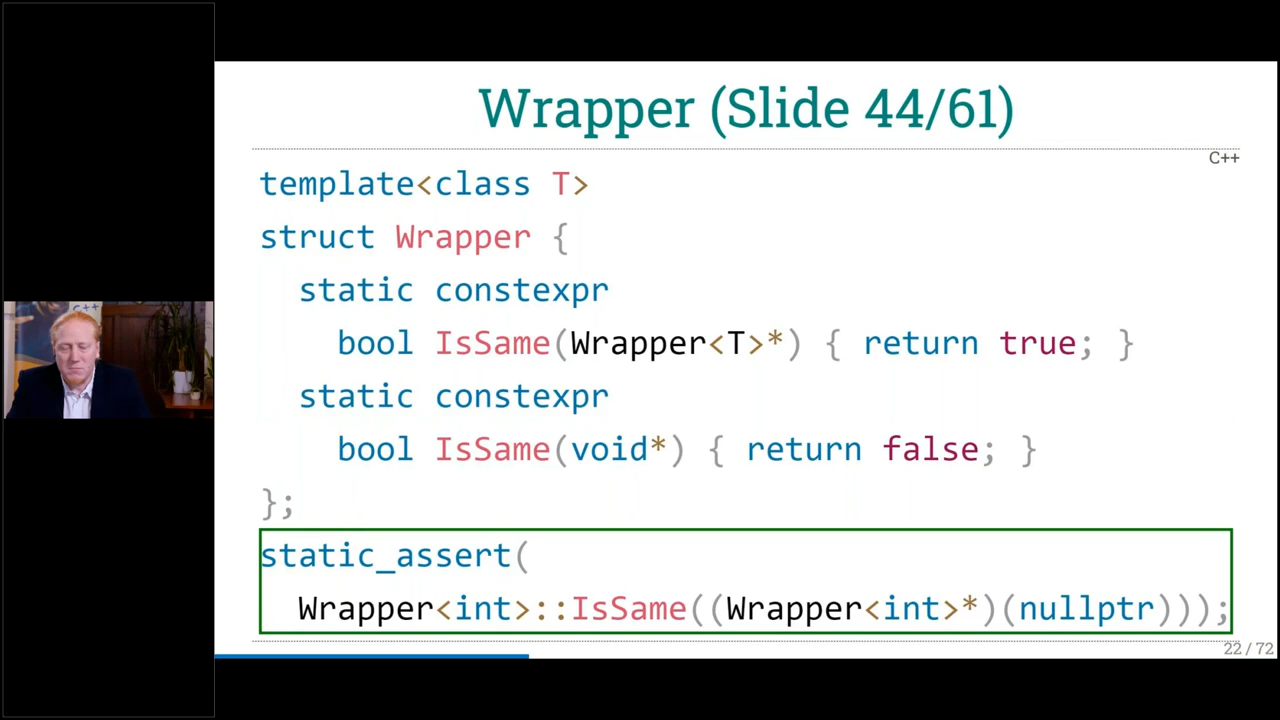 Wrapper (Slide 44/61)
C++
template<class T>
struct Wrapper {
static constexpr
bool IsSame(Wrapper<T>*) { return true; }
static constexpr
bool IsSame(void*) { return false; }
};
static_assert(
Wrapper<int>::IsSame((Wrapper<int>*)(nullptr)));
22 / 72
C++